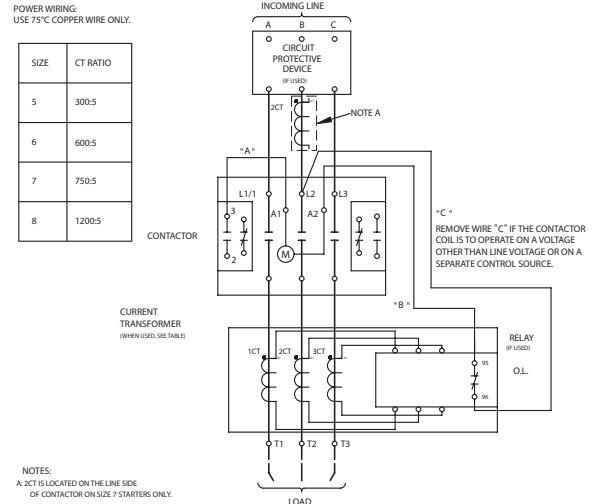 POWER WIRING:
USE 75°C COPPER WIRE ONLY.
SIZE CT RATIO
5 300:5
6 600:5
7 750:5
8 1200:5
INCOMING LINE
A B C
CIRCUIT
PROTECTIVE
DEVICE
(IF USED)
2CT
NOTE A
"A"
L1/1 L2 L3
3 A1 A2
M
2
CONTACTOR
"C"
REMOVE WIRE "C" IF THE CONTACTOR
COIL IS TO OPERATE ON A VOLTAGE
OTHER THAN LINE VOLTAGE OR ON A
SEPARATE CONTROL SOURCE.
"B"
CURRENT
TRANSFORMER
(WHEN USED, SEE TABLE)
1CT 2CT 3CT
RELAY
(IF USED)
O.L.
95
96
T1 T2 T3
LOAD
NOTES:
A: 2CT IS LOCATED ON THE LINE SIDE
OF CONTACTOR ON SIZE 7 STARTERS ONLY.